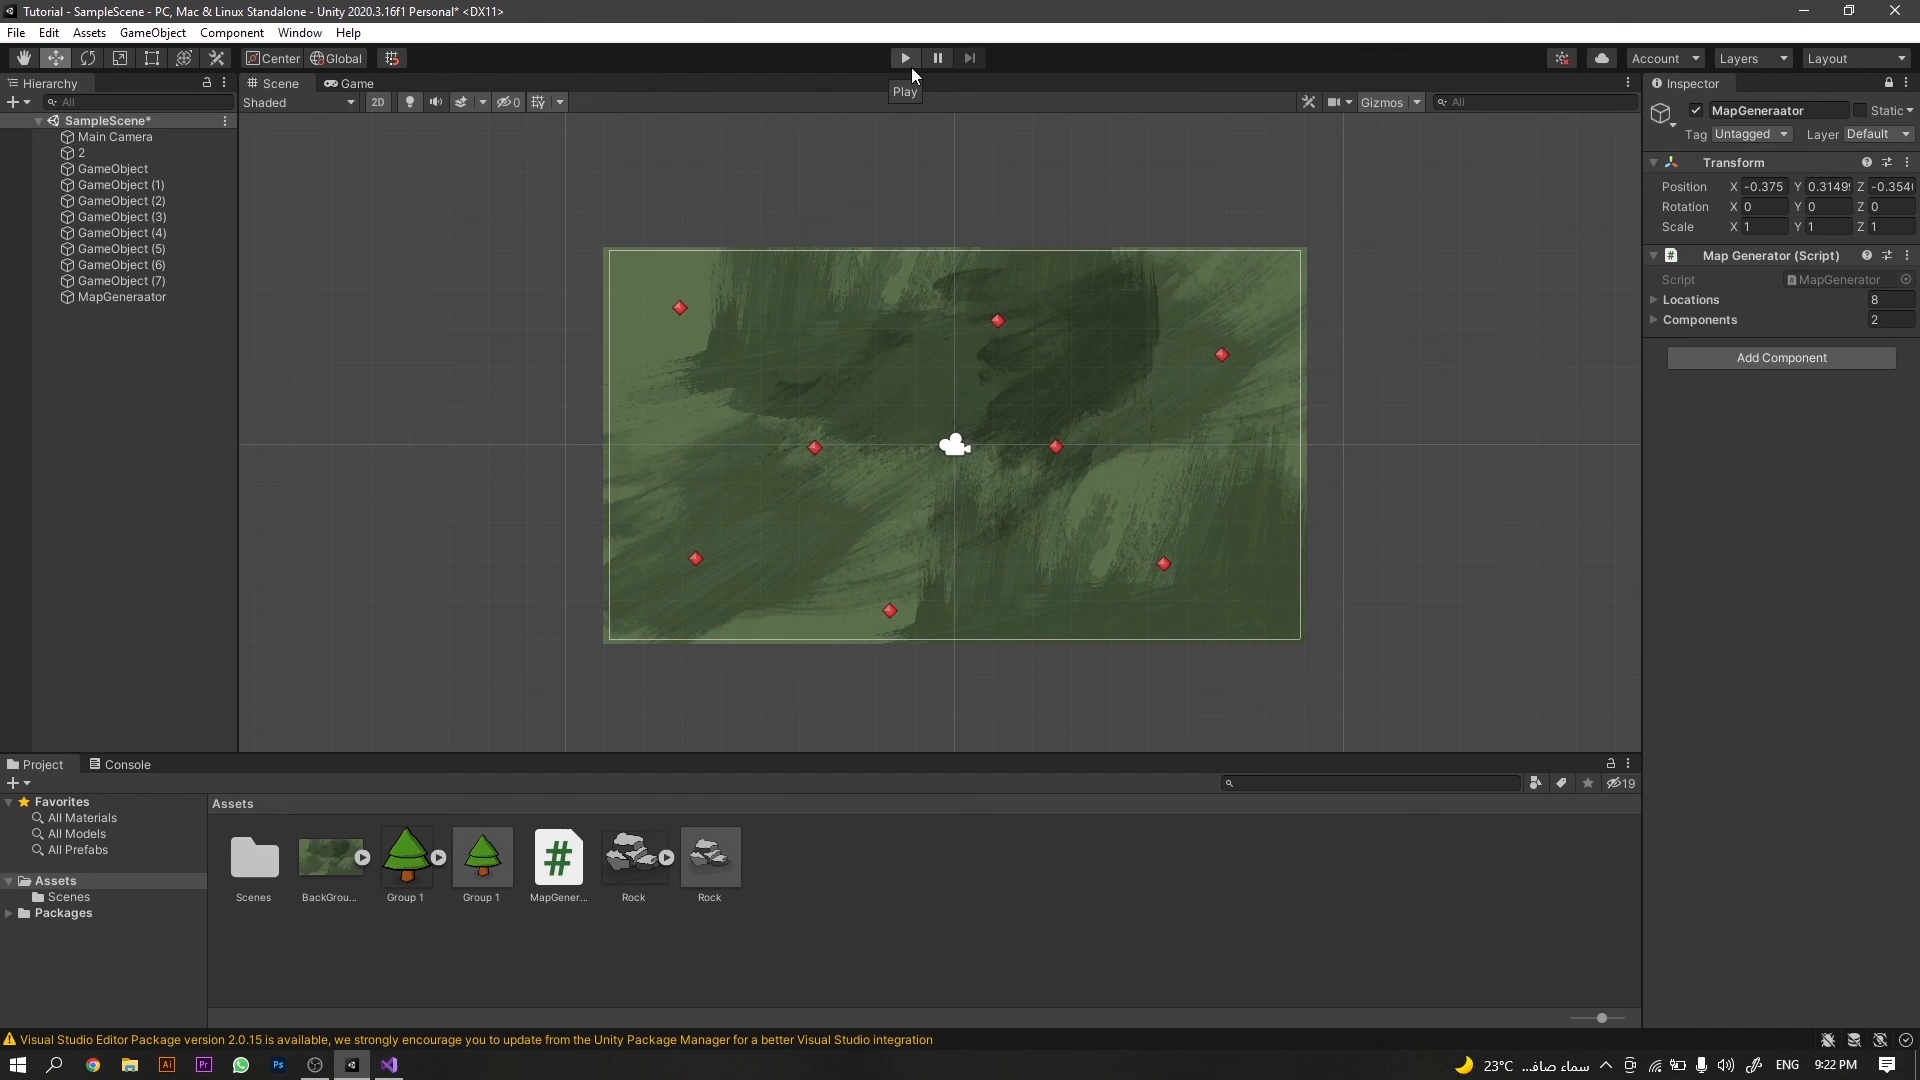 Tutorial - SampleScene - PC, Mac & Linux Standalone - Unity 2020.3.16f1 Personal* <DX11>
File Edit Assets GameObject Component Window Help
Center Global Account Layers Layout
Hierarchy
Scene Game
Inspector
All
Shaded 2D 0 Gizmos All
Play
SampleScene*
Main Camera
2
GameObject
GameObject (1)
GameObject (2)
GameObject (3)
GameObject (4)
GameObject (5)
GameObject (6)
GameObject (7)
MapGeneraator
MapGeneraator Static
Tag Untagged Layer Default
Transform
Position X -0.375 Y 0.3149 Z -0.354
Rotation X 0 Y 0 Z 0
Scale X 1 Y 1 Z 1
# Map Generator (Script)
Script MapGenerator
Locations 8
Components 2
Add Component
Project Console
19
Favorites
All Materials
All Models
All Prefabs
Assets
Scenes
Packages
Assets
Scenes BackGrou... Group 1 Group 1 MapGener... Rock Rock
Visual Studio Editor Package version 2.0.15 is available, we strongly encourage you to update from the Unity Package Manager for a better Visual Studio integration
Ai Pr Ps 23°C سماء صافـ... ENG 9:22 PM